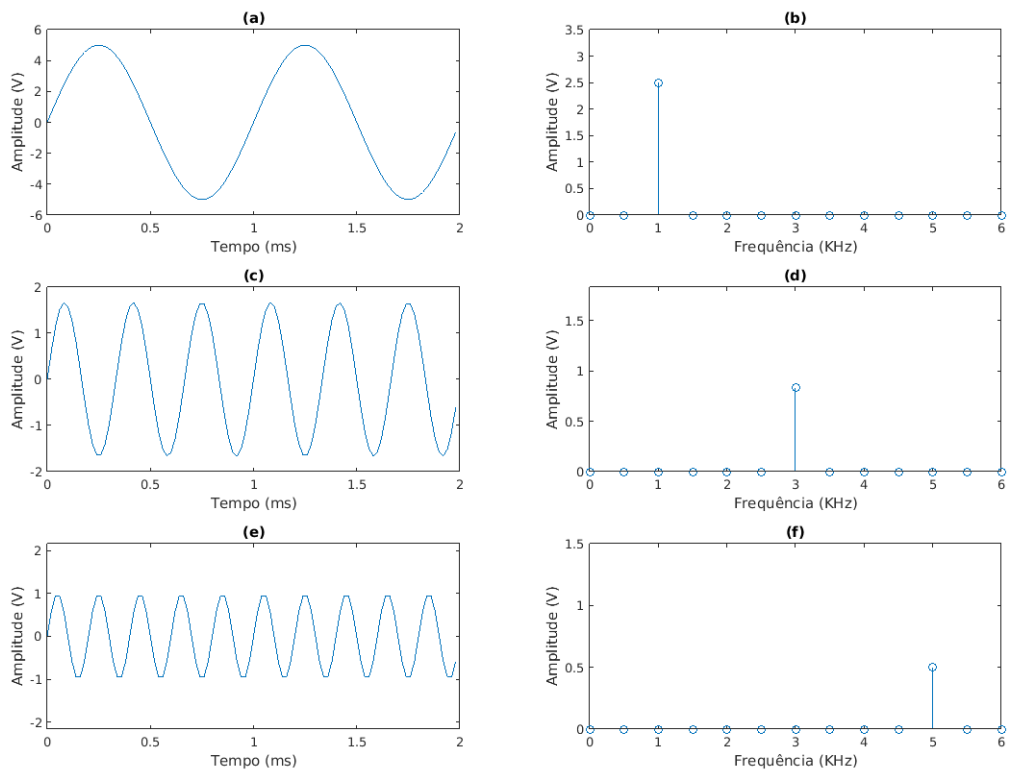 (a)
Amplitude (V)
6
4
2
0
-2
-4
-6
0 0.5 1 1.5 2
Tempo (ms)
(b)
Amplitude (V)
3.5
3
2.5
2
1.5
1
0.5
0
0 1 2 3 4 5 6
Frequência (KHz)
(c)
Amplitude (V)
2
1
0
-1
-2
0 0.5 1 1.5 2
Tempo (ms)
(d)
Amplitude (V)
1.5
1
0.5
0
0 1 2 3 4 5 6
Frequência (KHz)
(e)
Amplitude (V)
2
1
0
-1
-2
0 0.5 1 1.5 2
Tempo (ms)
(f)
Amplitude (V)
1.5
1
0.5
0
0 1 2 3 4 5 6
Frequência (KHz)